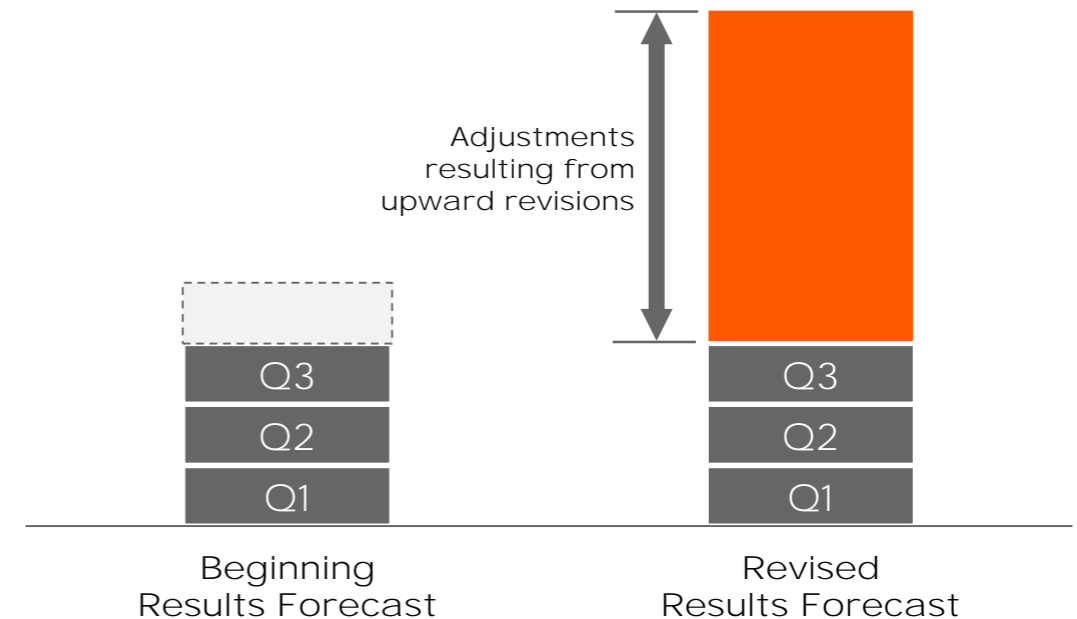 Adjustments
resulting from
upward revisions
Q3
Q2
Q1
Q3
Q2
Q1
Beginning
Results Forecast
Revised
Results Forecast